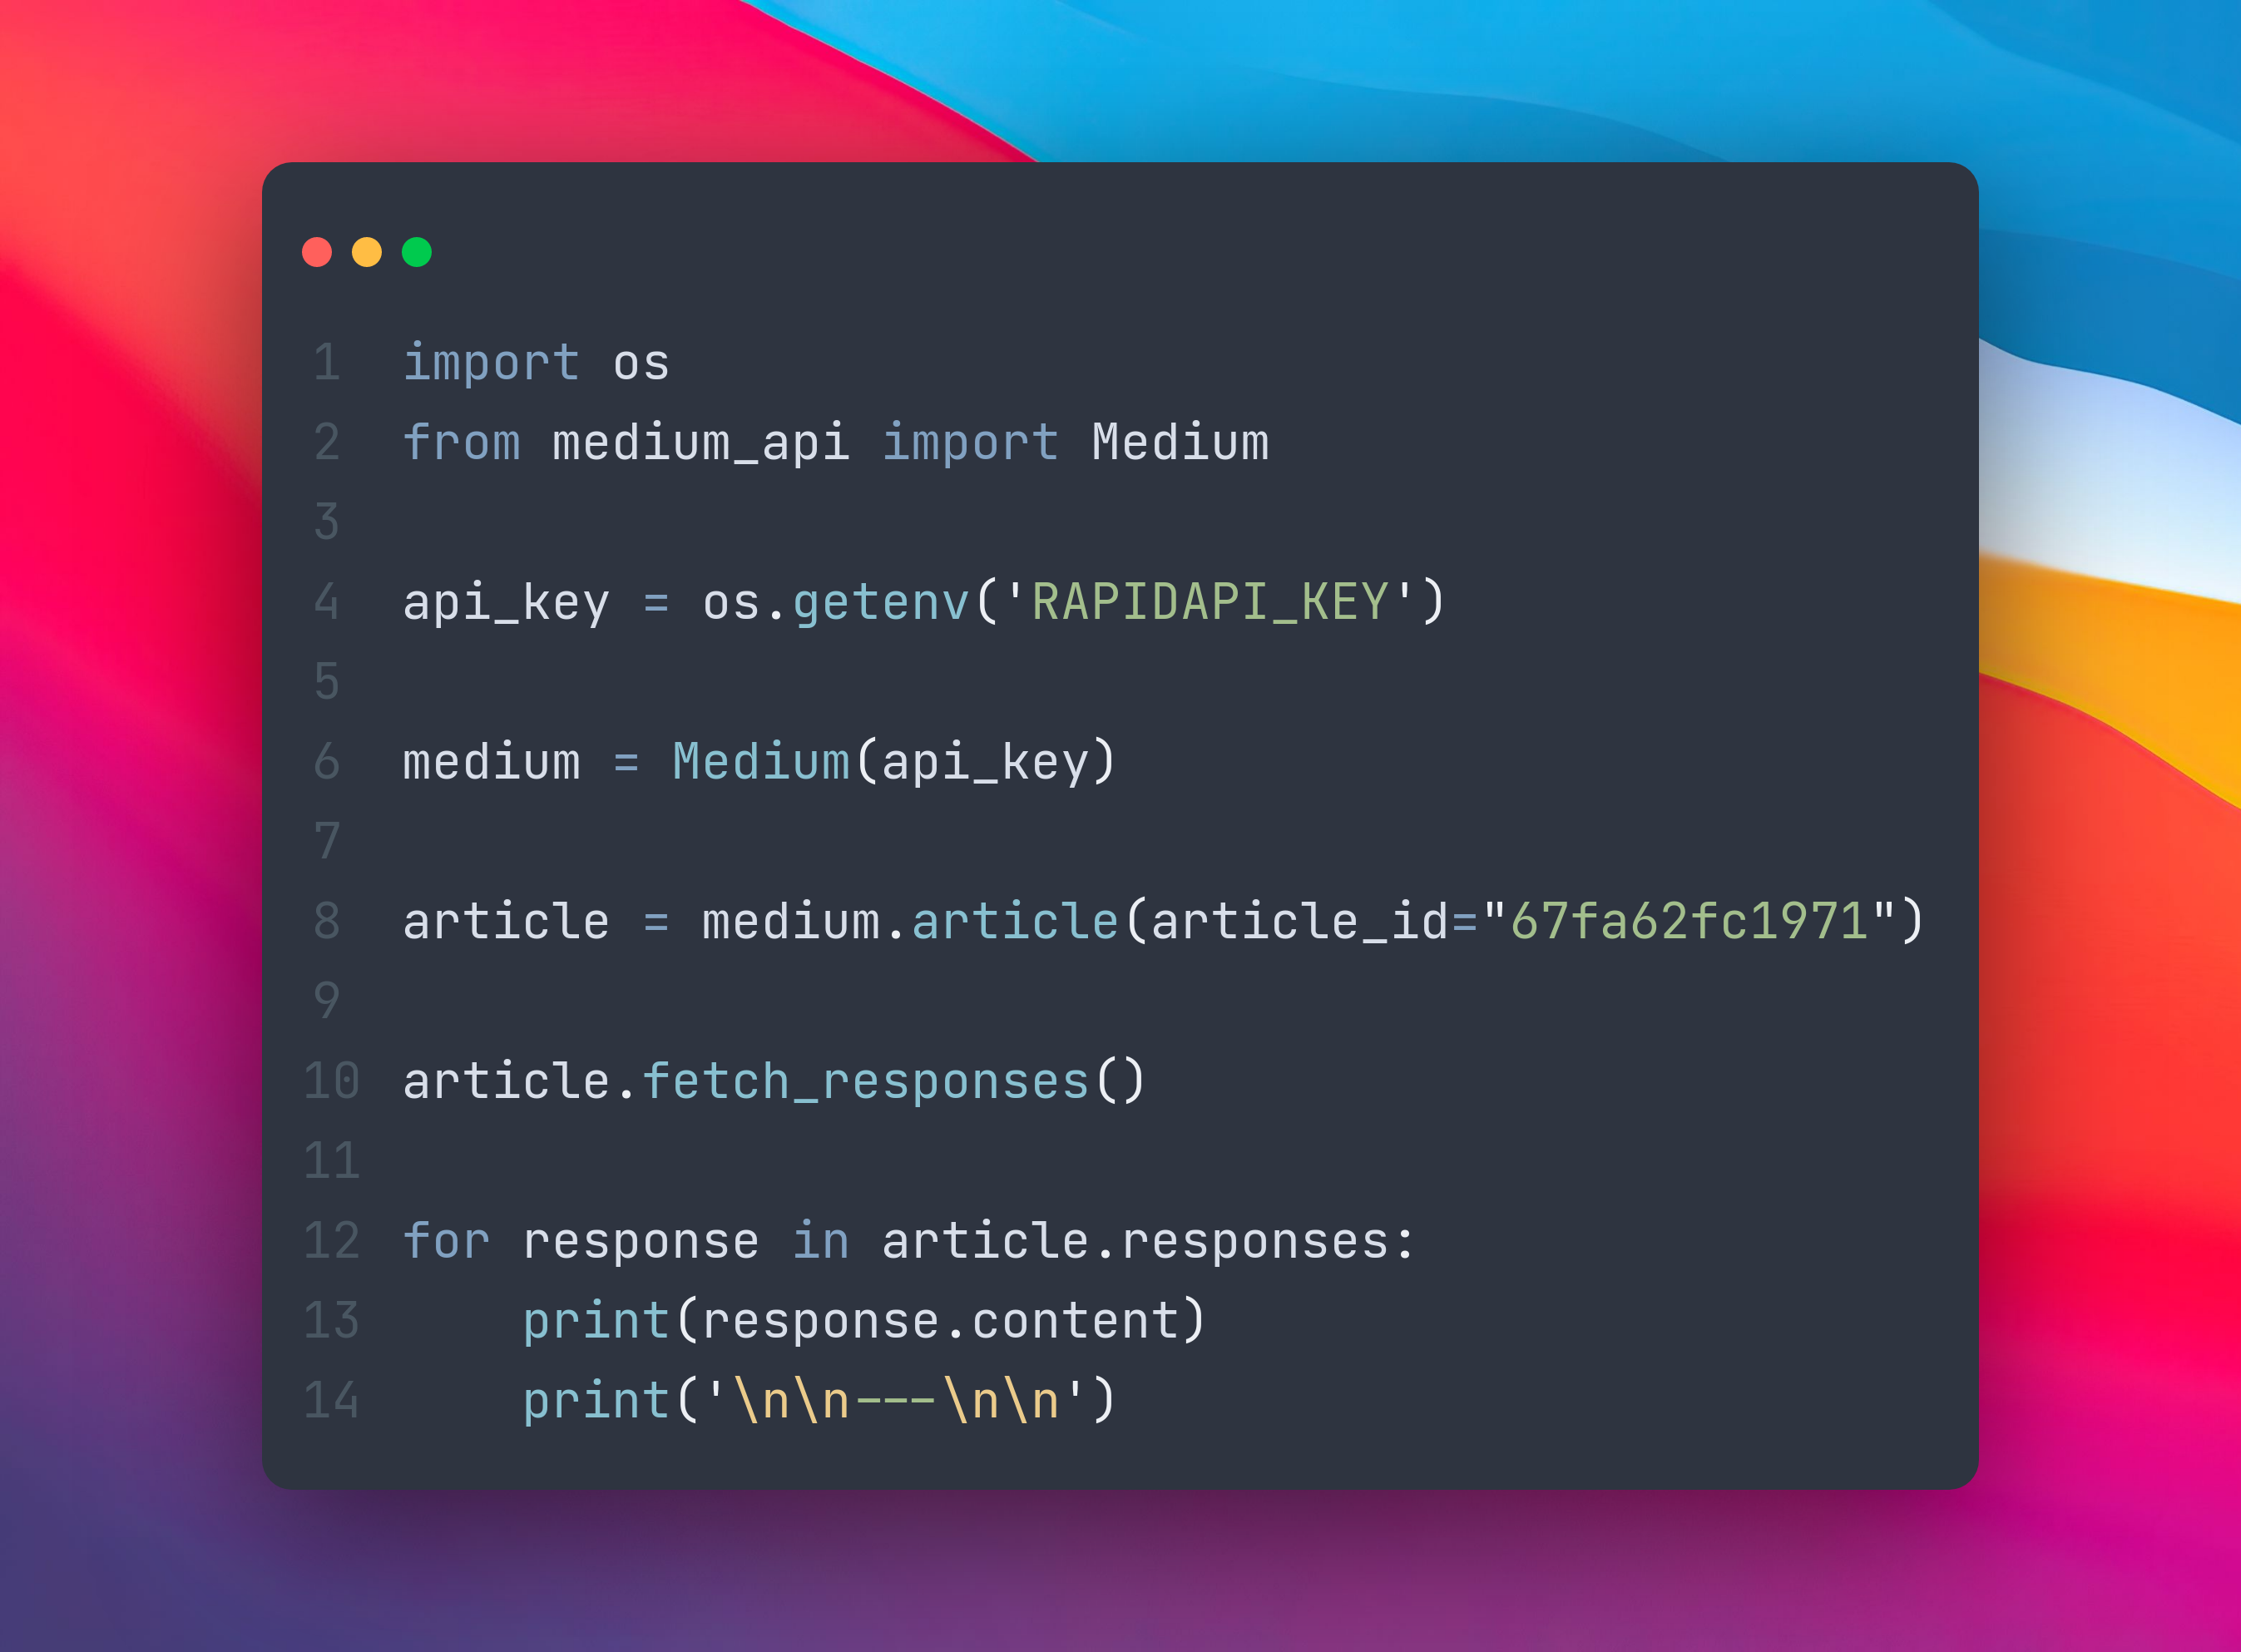 1 import os
2 from medium_api import Medium
3
4 api_key = os.getenv('RAPIDAPI_KEY')
5
6 medium = Medium(api_key)
7
8 article = medium.article(article_id="67fa62fc1971")
9
10 article.fetch_responses()
11
12 for response in article.responses:
13     print(response.content)
14     print('\n\n---\n\n')